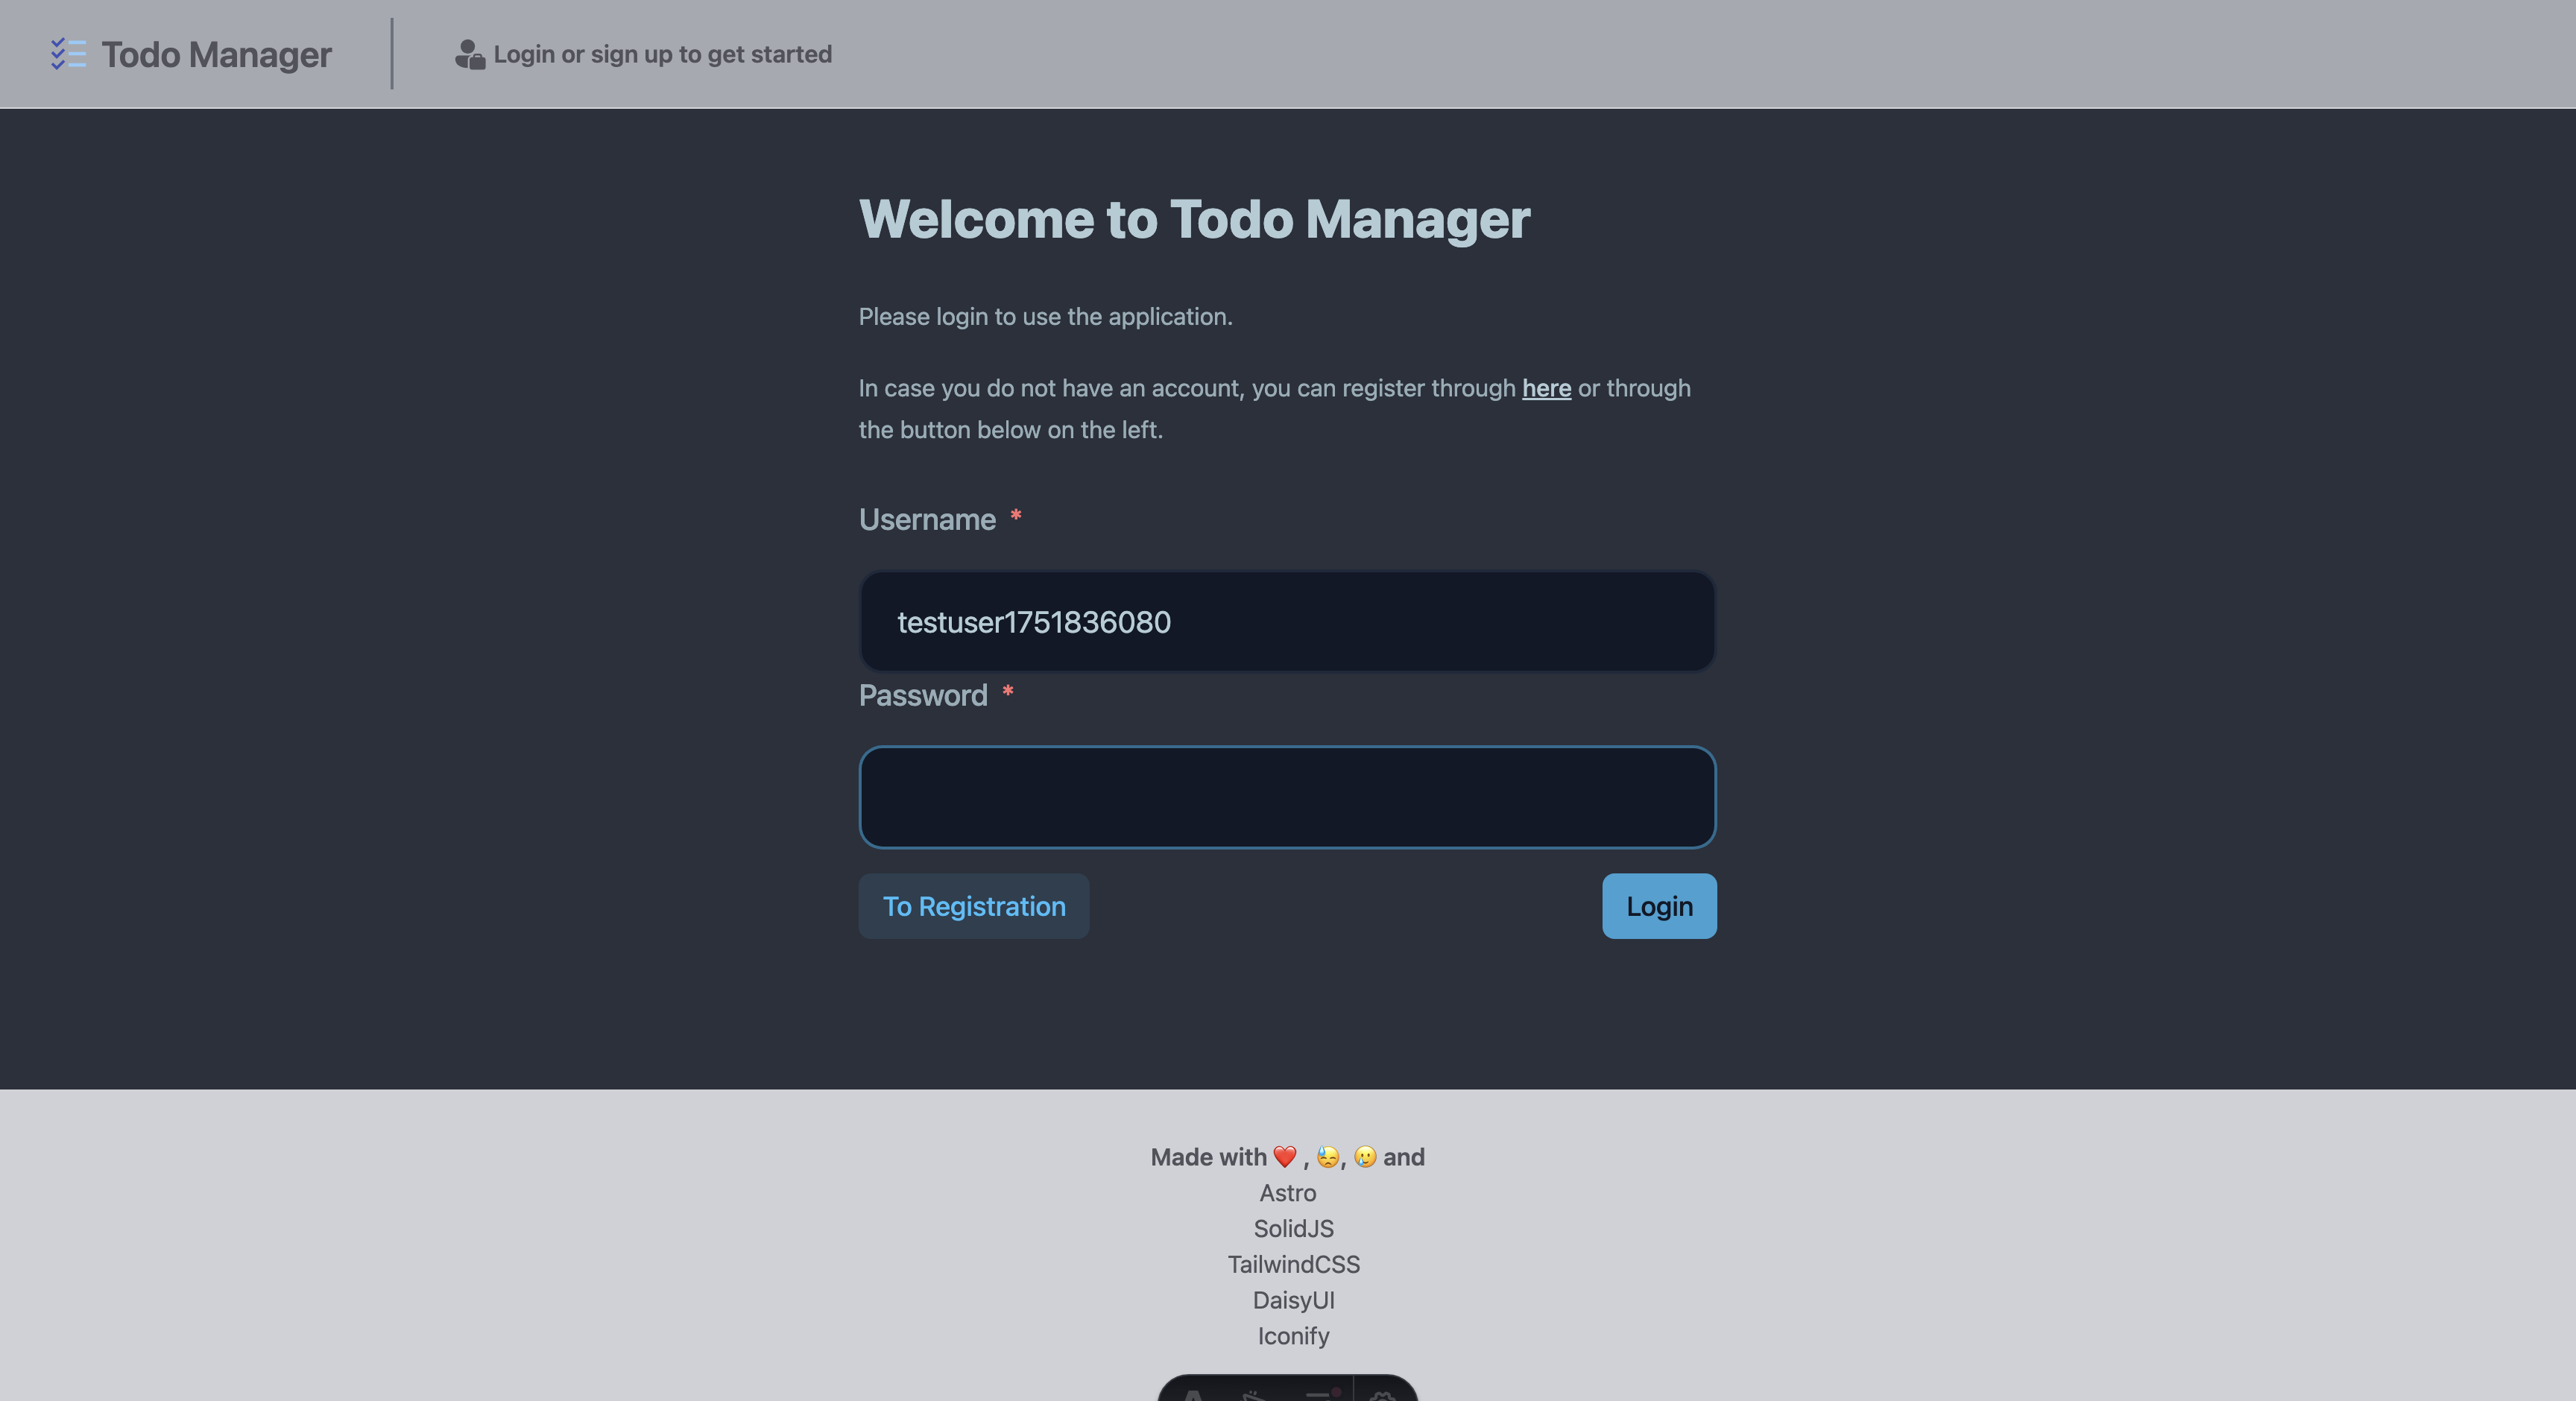 Todo Manager
Login or sign up to get started
Welcome to Todo Manager
Please login to use the application.
In case you do not have an account, you can register through here or through
the button below on the left.
Username *
testuser1751836080
Password *
To Registration
Login
Made with ❤️ , 😓, 🥲 and
Astro
SolidJS
TailwindCSS
DaisyUI
Iconify